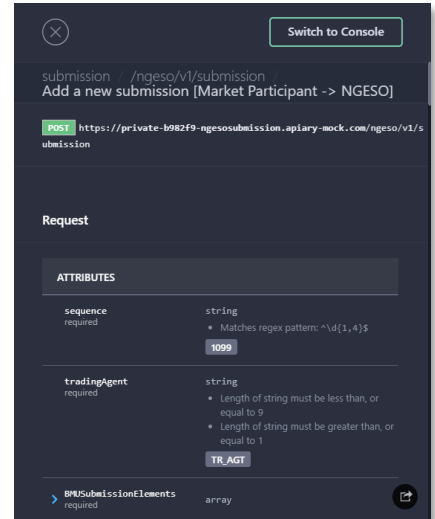 Switch to Console
submission / /ngeso/v1/submission /
Add a new submission [Market Participant -> NGESO]
POST https://private-b982f9-ngesosubmission.apiary-mock.com/ngeso/v1/s
ubmission
Request
ATTRIBUTES
sequence string
required
• Matches regex pattern: ^\d{1,4}$
1099
tradingAgent string
required
• Length of string must be less than, or
equal to 9
• Length of string must be greater than, or
equal to 1
TR_AGT
BMUSubmissionElements array
required